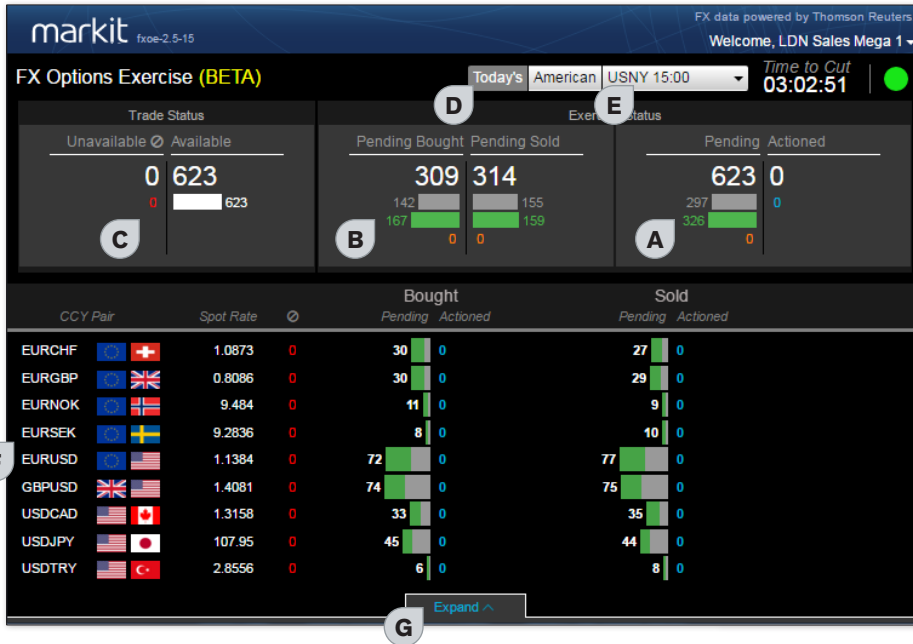 FX data powered by Thomson Reuters
markit fxoe-2.5-15
Welcome, LDN Sales Mega 1
FX Options Exercise (BETA) Today's American USNY 15:00 Time to Cut
03:02:51
D E
Trade Status Status
Unavailable Available Pending Bought Pending Sold Pending Actioned
0 623 309 314 623 0
0 623 142 155 297 0
167 159 326
C B A
0 0 0
Bought Sold
CCY Pair Spot Rate Pending Actioned Pending Actioned
EURCHF 1.0873 0 30 0 27 0
EURGBP 0.8086 0 30 0 29 0
EURNOK 9.484 0 11 0 9 0
EURSEK 9.2836 0 8 0 10 0
EURUSD 1.1384 0 72 0 77 0
GBPUSD 1.4081 0 74 0 75 0
USDCAD 1.3158 0 33 0 35 0
USDJPY 107.95 0 45 0 44 0
USDTRY 2.8556 0 6 0 8 0
Expand
G